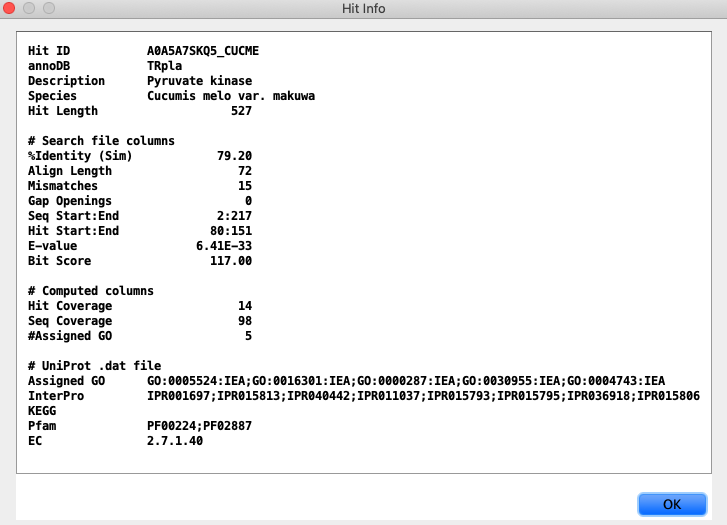 Hit Info
Hit ID A0A5A7SKQ5_CUCME
annoDB TRpla
Description Pyruvate kinase
Species Cucumis melo var. makuwa
Hit Length 527
# Search file columns
%Identity (Sim) 79.20
Align Length 72
Mismatches 15
Gap Openings 0
Seq Start:End 2:217
Hit Start:End 80:151
E-value 6.41E-33
Bit Score 117.00
# Computed columns
Hit Coverage 14
Seq Coverage 98
#Assigned GO 5
# UniProt .dat file
Assigned GO GO:0005524:IEA;GO:0016301:IEA;GO:0000287:IEA;GO:0030955:IEA;GO:0004743:IEA
InterPro IPR001697;IPR015813;IPR040442;IPR011037;IPR015793;IPR015795;IPR036918;IPR015806
KEGG
Pfam PF00224;PF02887
EC 2.7.1.40
OK